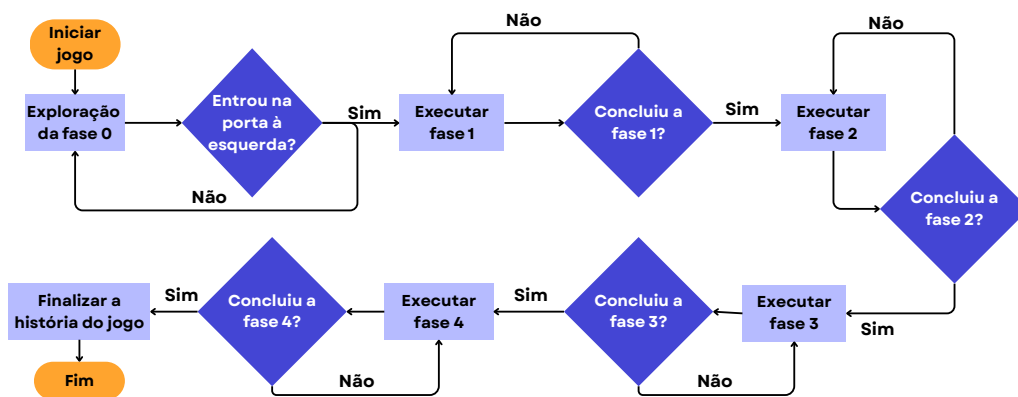 Iniciar
jogo
Exploração
da fase 0
Entrou na
porta à
esquerda?
Sim
Não
Executar
fase 1
Concluiu a
fase 1?
Não
Sim
Executar
fase 2
Não
Concluiu a
fase 2?
Sim
Executar
fase 3
Concluiu a
fase 3?
Não
Sim
Executar
fase 4
Concluiu a
fase 4?
Não
Sim
Finalizar a
história do jogo
Fim